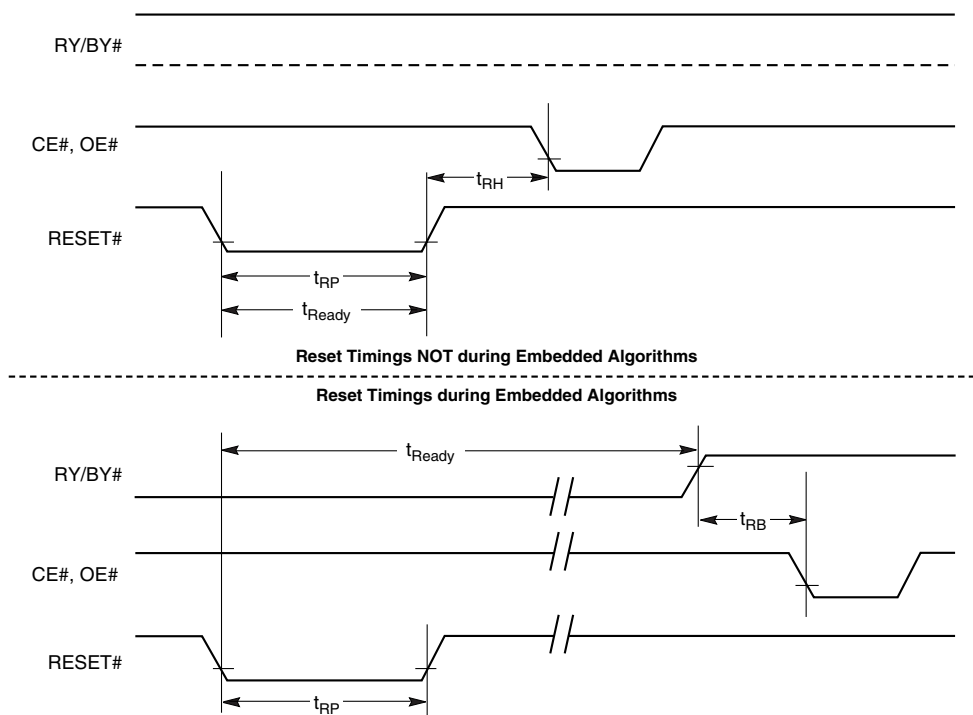 RY/BY#
CE#, OE#
tRH
RESET#
tRP
tReady
Reset Timings NOT during Embedded Algorithms
Reset Timings during Embedded Algorithms
tReady
RY/BY#
tRB
CE#, OE#
RESET#
tRP